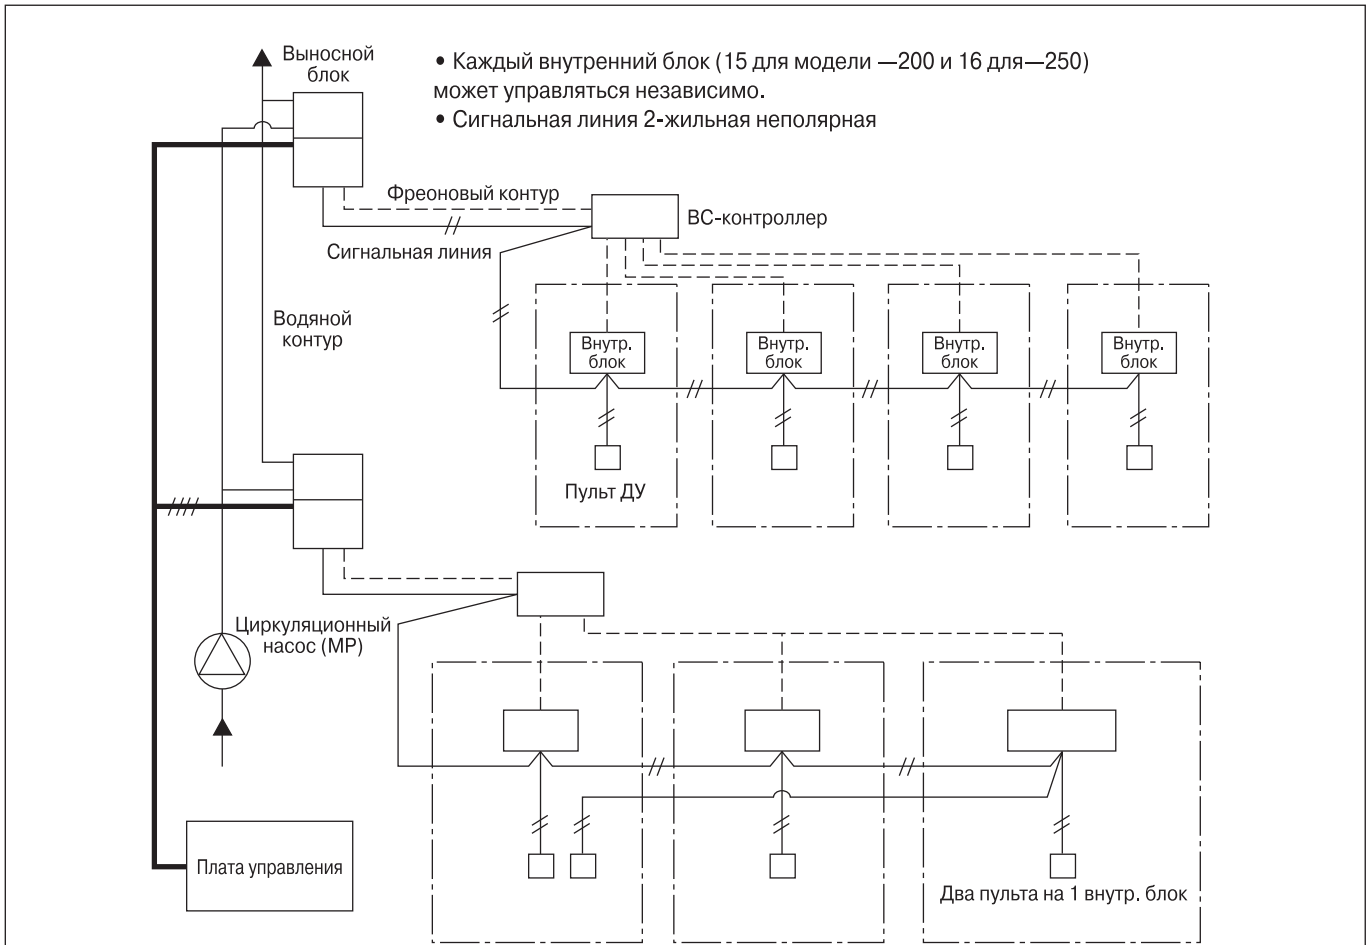 Выносной
блок
• Каждый внутренний блок (15 для модели —200 и 16 для—250)
может управляться независимо.
• Сигнальная линия 2-жильная неполярная
Фреоновый контур
ВС-контроллер
Сигнальная линия
Водяной
контур
Внутр.
блок
Внутр.
блок
Внутр.
блок
Внутр.
блок
Пульт ДУ
Циркуляционный
насос (МР)
Плата управления
Два пульта на 1 внутр. блок